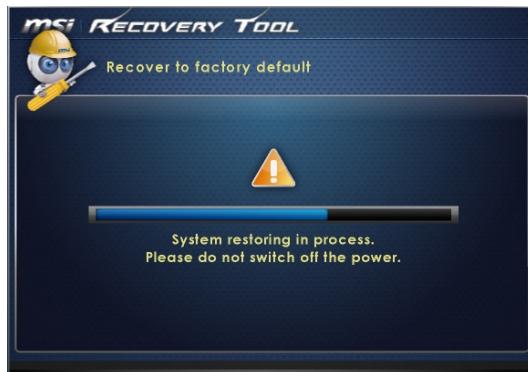 msi RECOVERY TOOL
Recover to factory default
System restoring in process.
Please do not switch off the power.